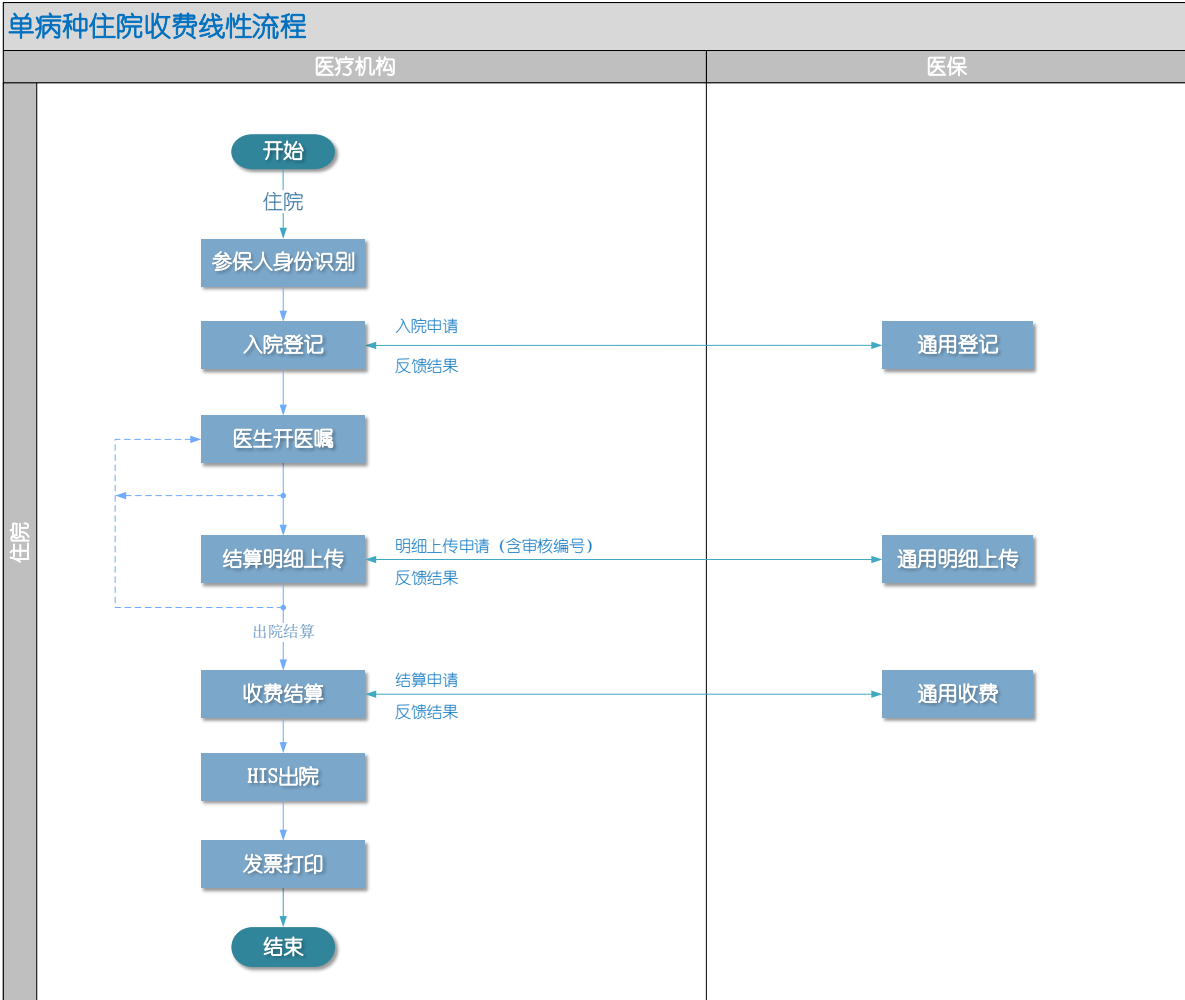 单病种住院收费线性流程
医疗机构
医保
开始
住院
参保人身份识别
入院申请
入院登记
通用登记
反馈结果
医生开医嘱
住院
明细上传申请（含审核编号）
结算明细上传
通用明细上传
反馈结果
出院结算
结算申请
收费结算
通用收费
反馈结果
HIS出院
发票打印
结束